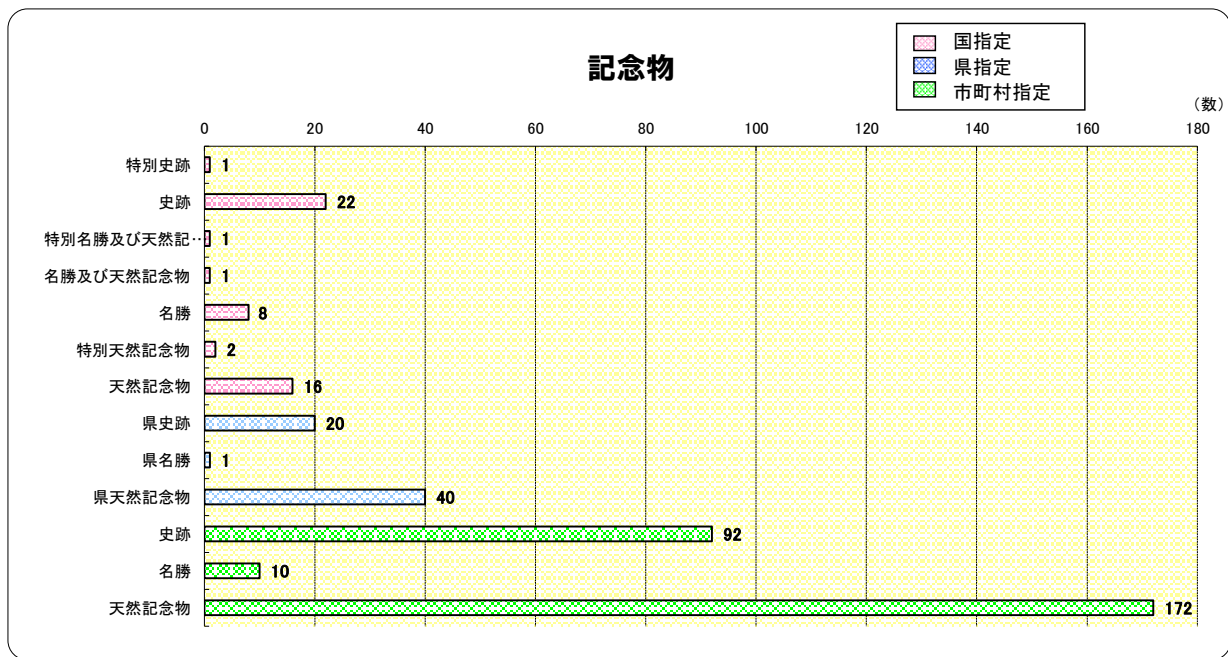 記念物
国指定
県指定
市町村指定
(数)
0 20 40 60 80 100 120 140 160 180
特別史跡 1
史跡 22
特別名勝及び天然記… 1
名勝及び天然記念物 1
名勝 8
特別天然記念物 2
天然記念物 16
県史跡 20
県名勝 1
県天然記念物 40
史跡 92
名勝 10
天然記念物 172